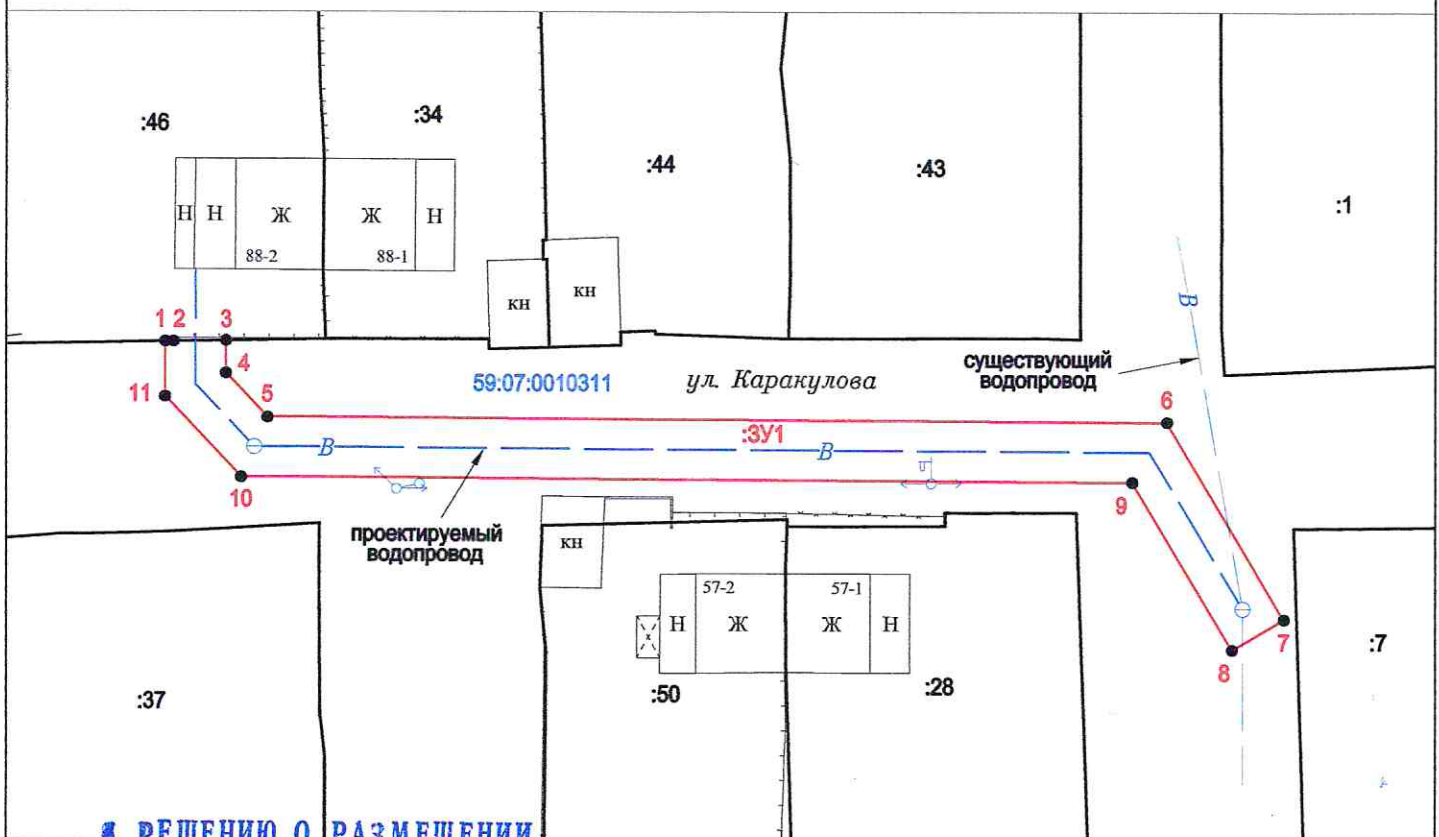 :46
:34
:44
:43
:1
Н
Н
Ж
Ж
Н
88-2
88-1
кн
кн
В
1 2
3
4
5
11
59:07:0010311
ул. Каракулова
существующий
водопровод
6
:ЗУ1
В
В
10
9
проектируемый
водопровод
кн
57-2
57-1
Н
Ж
Ж
Н
х
7
8
:7
:37
:50
:28
РЕШЕНИЮ О РАЗМЕЩЕНИИ